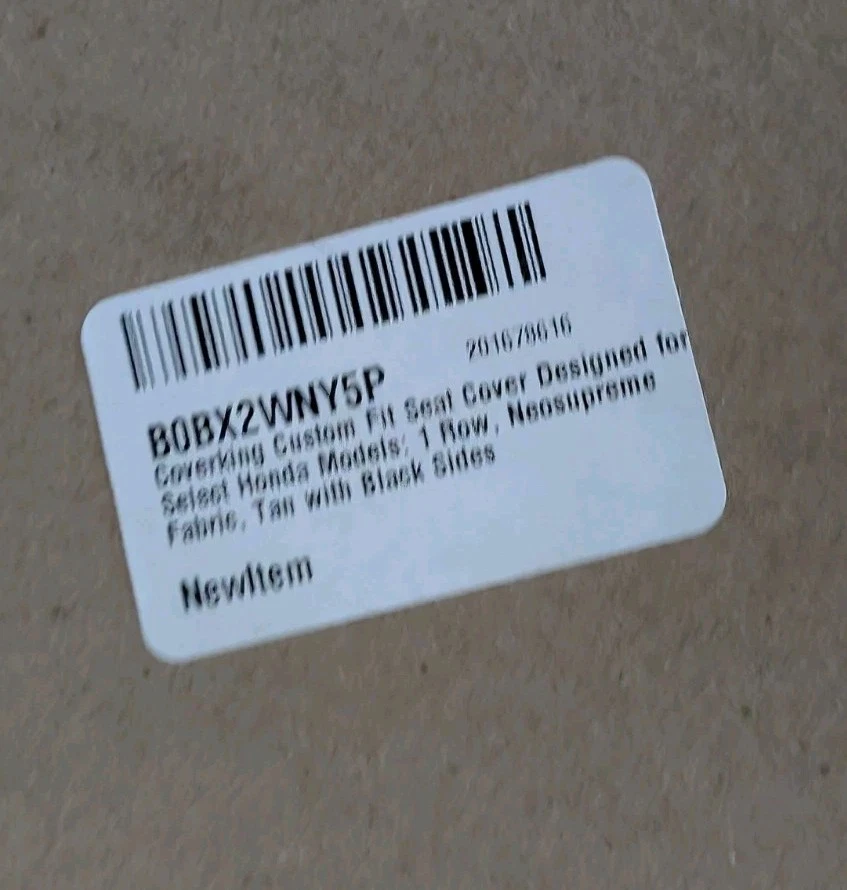 201678616
B0BX2WNY5P
Coverking Custom Fit Seat Cover Designed for
Select Honda Models: 1 Row, Neosupreme
Fabric, Tan with Black Sides
NewItem